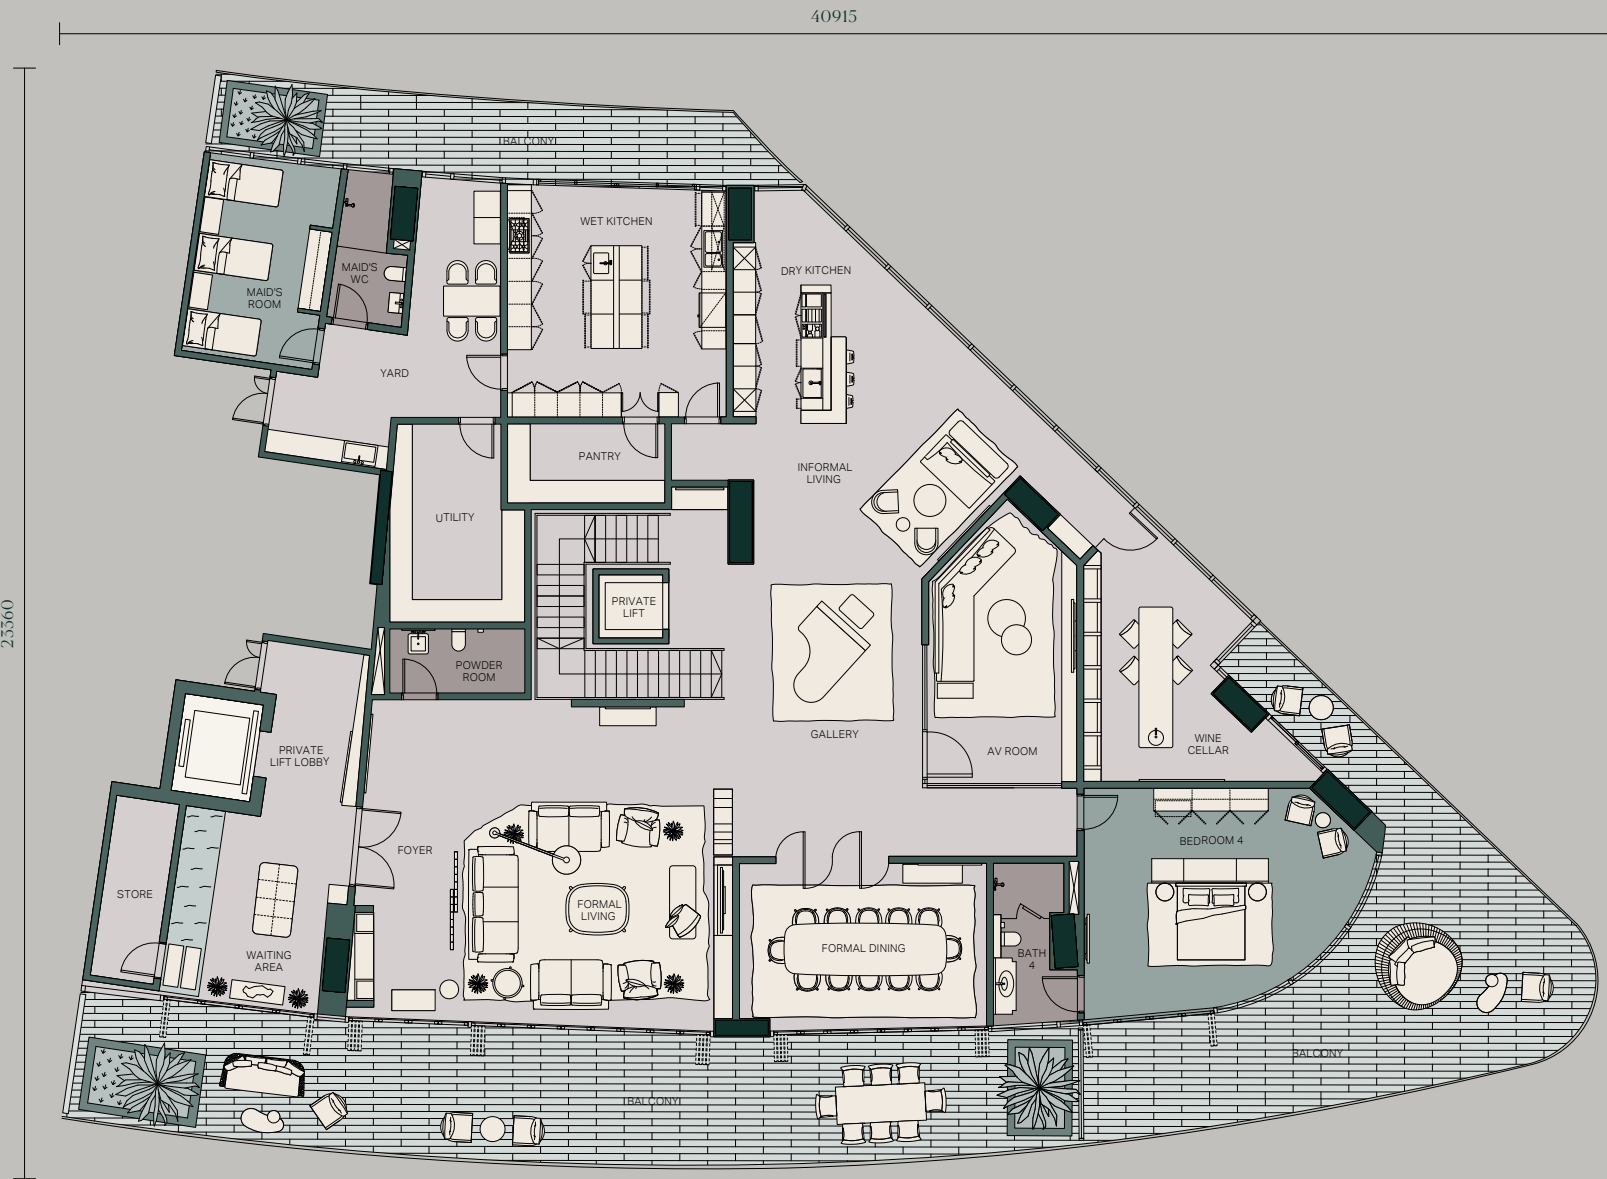 40915
23360
BALCONY
WET KITCHEN
DRY KITCHEN
MAID'S
WC
MAID'S
ROOM
YARD
PANTRY
INFORMAL
LIVING
UTILITY
PRIVATE
LIFT
POWDER
ROOM
GALLERY
AV ROOM
WINE
CELLAR
PRIVATE
LIFT LOBBY
FOYER
BEDROOM 4
STORE
FORMAL
LIVING
FORMAL DINING
WAITING
AREA
BATH
4
BALCONY
BALCONY